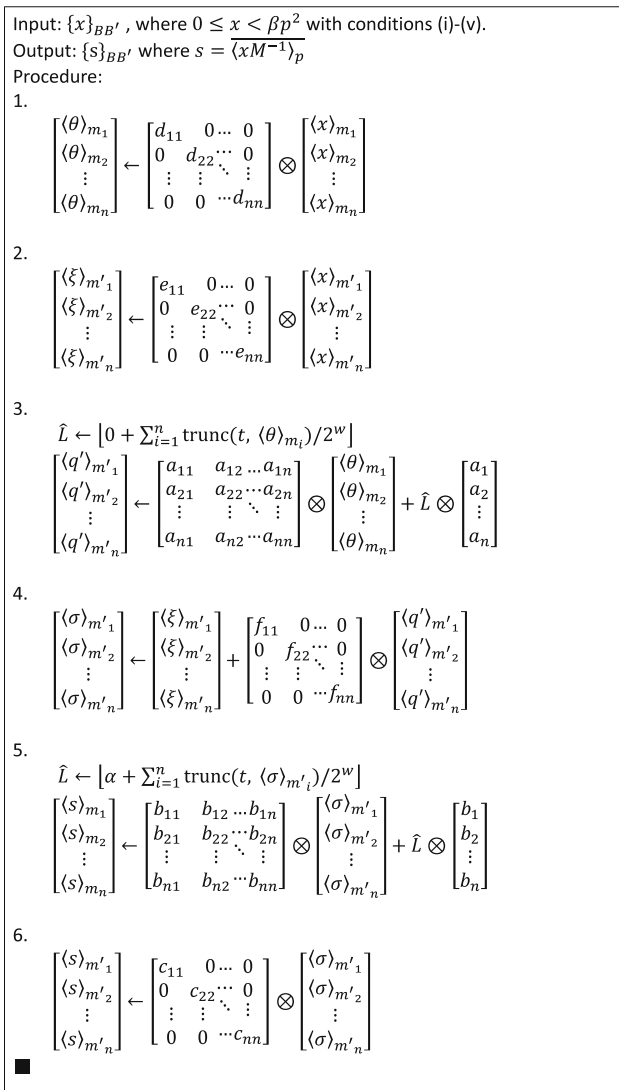 Input: {x}_{BB′} , where 0 ≤ x < βp² with conditions (i)-(v).
Output: {s}_{BB′} where s = \overline{⟨xM⁻¹⟩_p}
Procedure:
1.
[⟨θ⟩_{m_1} ⟨θ⟩_{m_2} ⋮ ⟨θ⟩_{m_n}] ← [d_{11} 0 … 0; 0 d_{22} ⋯ 0; ⋮ ⋮ ⋱ ⋮; 0 0 ⋯ d_{nn}] ⊗ [⟨x⟩_{m_1} ⟨x⟩_{m_2} ⋮ ⟨x⟩_{m_n}]
2.
[⟨ξ⟩_{m′_1} ⟨ξ⟩_{m′_2} ⋮ ⟨ξ⟩_{m′_n}] ← [e_{11} 0 … 0; 0 e_{22} ⋯ 0; ⋮ ⋮ ⋱ ⋮; 0 0 ⋯ e_{nn}] ⊗ [⟨x⟩_{m′_1} ⟨x⟩_{m′_2} ⋮ ⟨x⟩_{m′_n}]
3.
L̂ ← ⌊0 + ∑_{i=1}^{n} trunc(t, ⟨θ⟩_{m_i})/2^w⌋
[⟨q′⟩_{m′_1} ⟨q′⟩_{m′_2} ⋮ ⟨q′⟩_{m′_n}] ← [a_{11} a_{12} … a_{1n}; a_{21} a_{22} ⋯ a_{2n}; ⋮ ⋮ ⋱ ⋮; a_{n1} a_{n2} ⋯ a_{nn}] ⊗ [⟨θ⟩_{m_1} ⟨θ⟩_{m_2} ⋮ ⟨θ⟩_{m_n}] + L̂ ⊗ [a_1 a_2 ⋮ a_n]
4.
[⟨σ⟩_{m′_1} ⟨σ⟩_{m′_2} ⋮ ⟨σ⟩_{m′_n}] ← [⟨ξ⟩_{m′_1} ⟨ξ⟩_{m′_2} ⋮ ⟨ξ⟩_{m′_n}] + [f_{11} 0 … 0; 0 f_{22} ⋯ 0; ⋮ ⋮ ⋱ ⋮; 0 0 ⋯ f_{nn}] ⊗ [⟨q′⟩_{m′_1} ⟨q′⟩_{m′_2} ⋮ ⟨q′⟩_{m′_n}]
5.
L̂ ← ⌊α + ∑_{i=1}^{n} trunc(t, ⟨σ⟩_{m′_i})/2^w⌋
[⟨s⟩_{m_1} ⟨s⟩_{m_2} ⋮ ⟨s⟩_{m_n}] ← [b_{11} b_{12} … b_{1n}; b_{21} b_{22} ⋯ b_{2n}; ⋮ ⋮ ⋱ ⋮; b_{n1} b_{n2} ⋯ b_{nn}] ⊗ [⟨σ⟩_{m′_1} ⟨σ⟩_{m′_2} ⋮ ⟨σ⟩_{m′_n}] + L̂ ⊗ [b_1 b_2 ⋮ b_n]
6.
[⟨s⟩_{m′_1} ⟨s⟩_{m′_2} ⋮ ⟨s⟩_{m′_n}] ← [c_{11} 0 … 0; 0 c_{22} ⋯ 0; ⋮ ⋮ ⋱ ⋮; 0 0 ⋯ c_{nn}] ⊗ [⟨σ⟩_{m′_1} ⟨σ⟩_{m′_2} ⋮ ⟨σ⟩_{m′_n}]
■